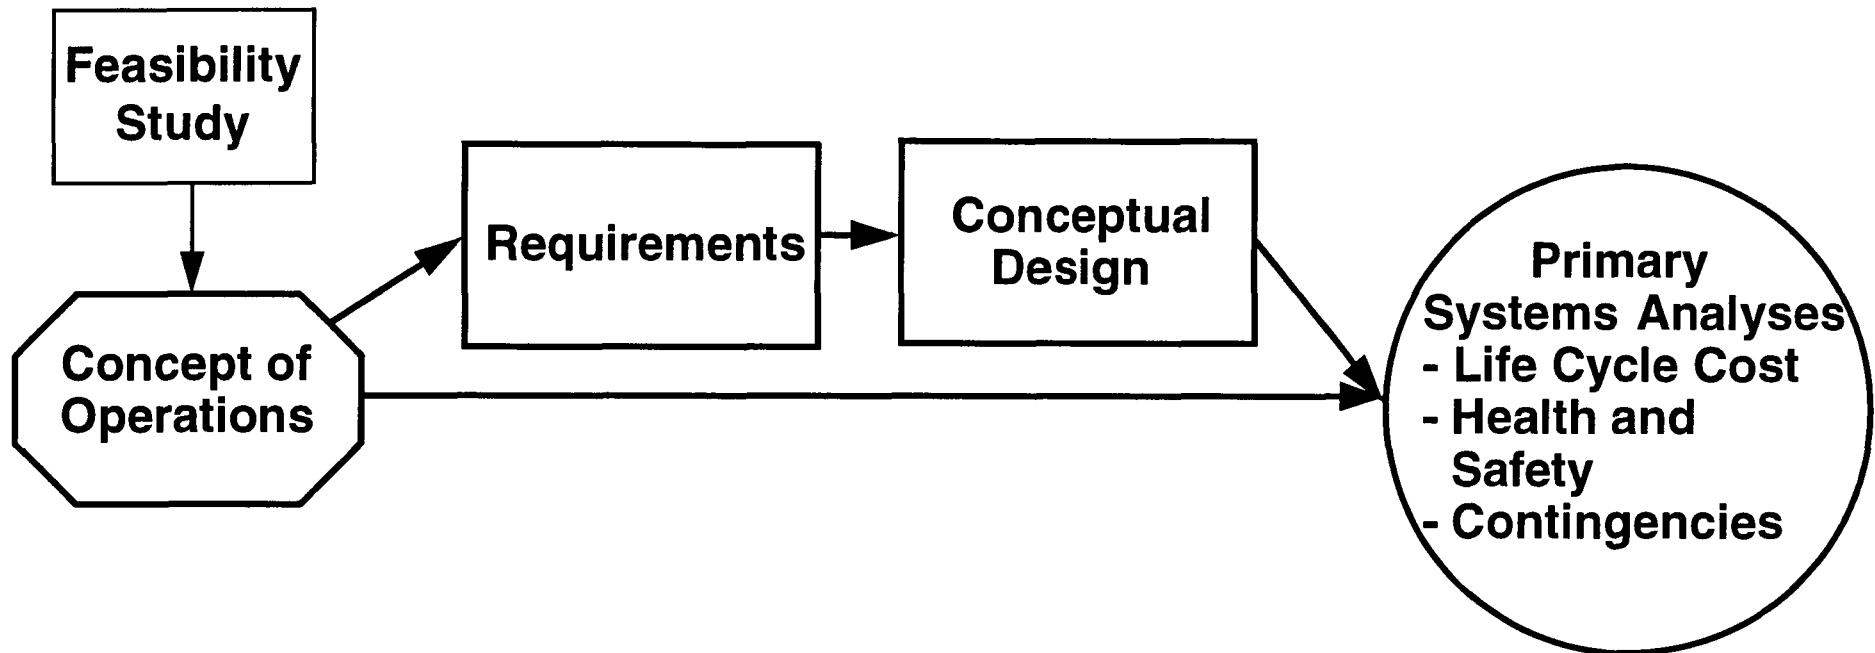 Feasibility
Study
Concept of
Operations
Requirements
Conceptual
Design
Primary
Systems Analyses
- Life Cycle Cost
- Health and
Safety
- Contingencies